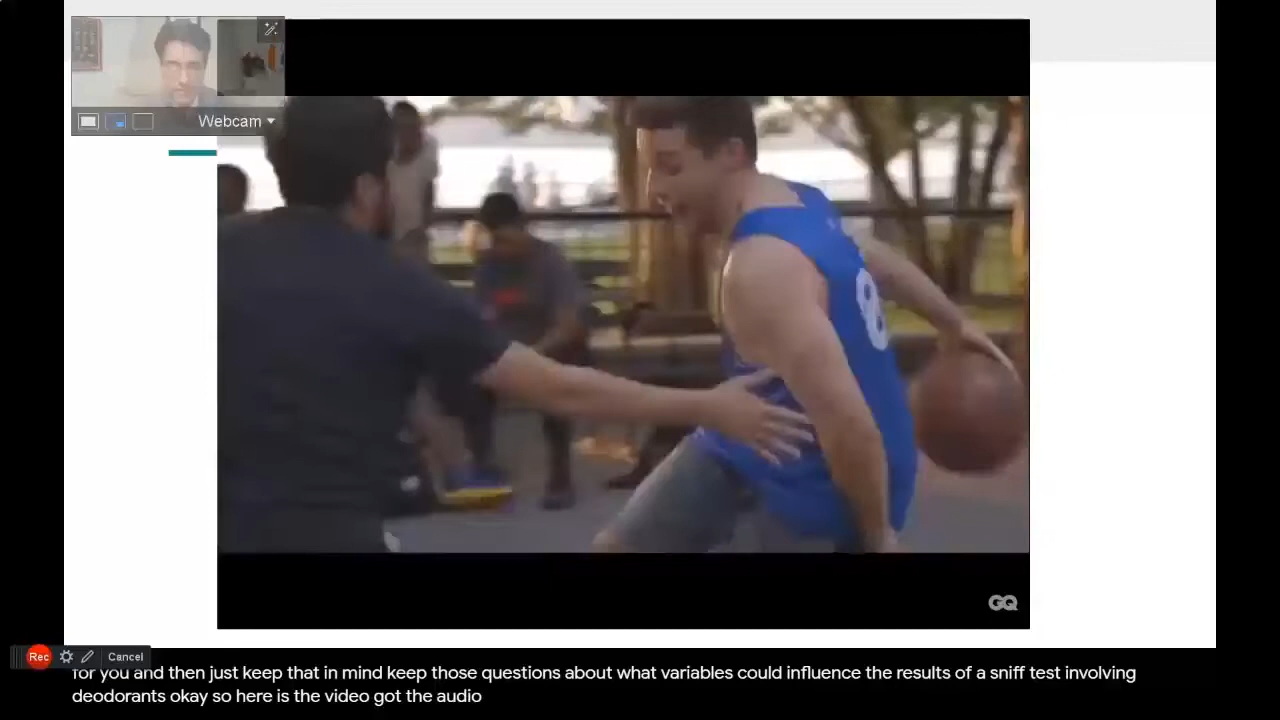 Webcam
8
GQ
Rec
Cancel
for you and then just keep that in mind keep those questions about what variables could influence the results of a sniff test involving
deodorants okay so here is the video got the audio